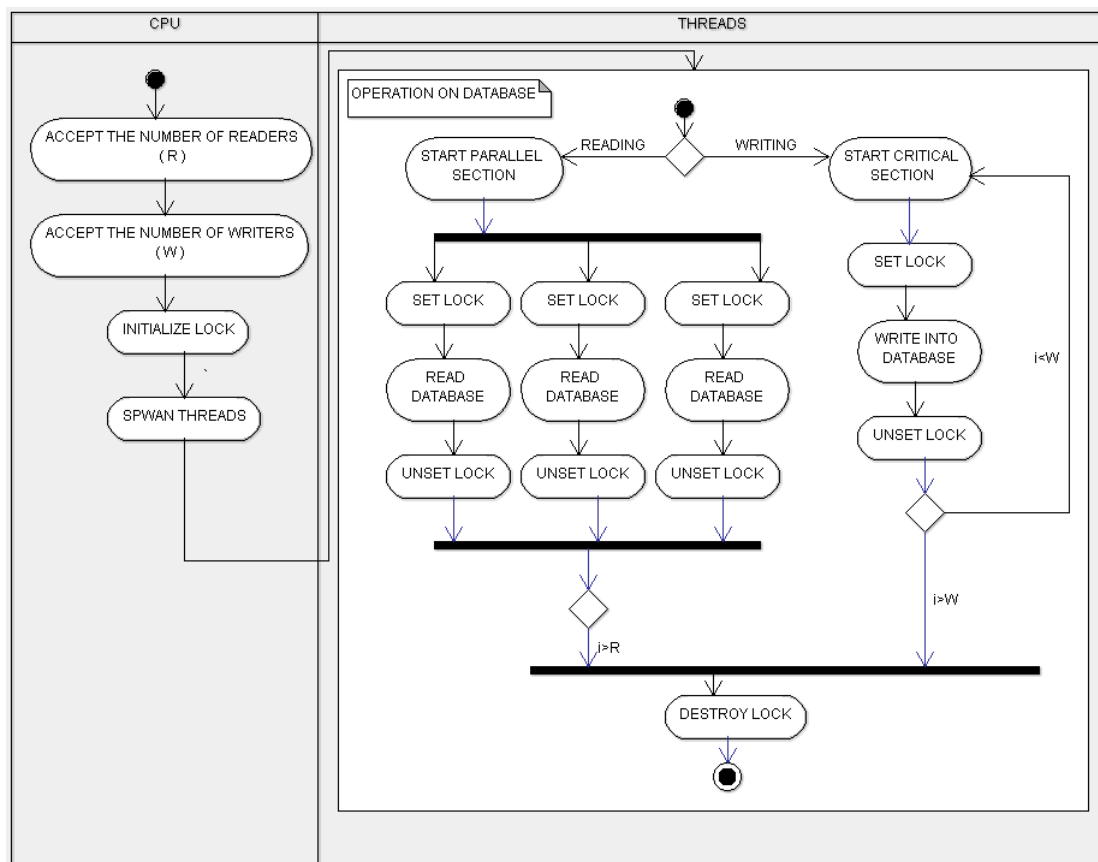 CPU
THREADS
OPERATION ON DATABASE
ACCEPT THE NUMBER OF READERS
( R )
ACCEPT THE NUMBER OF WRITERS
( W )
INITIALIZE LOCK
`
SPWAN THREADS
READING
WRITING
START PARALLEL
SECTION
START CRITICAL
SECTION
SET LOCK
SET LOCK
SET LOCK
READ
DATABASE
READ
DATABASE
READ
DATABASE
UNSET LOCK
UNSET LOCK
UNSET LOCK
i>R
SET LOCK
WRITE INTO
DATABASE
i<W
UNSET LOCK
i>W
DESTROY LOCK